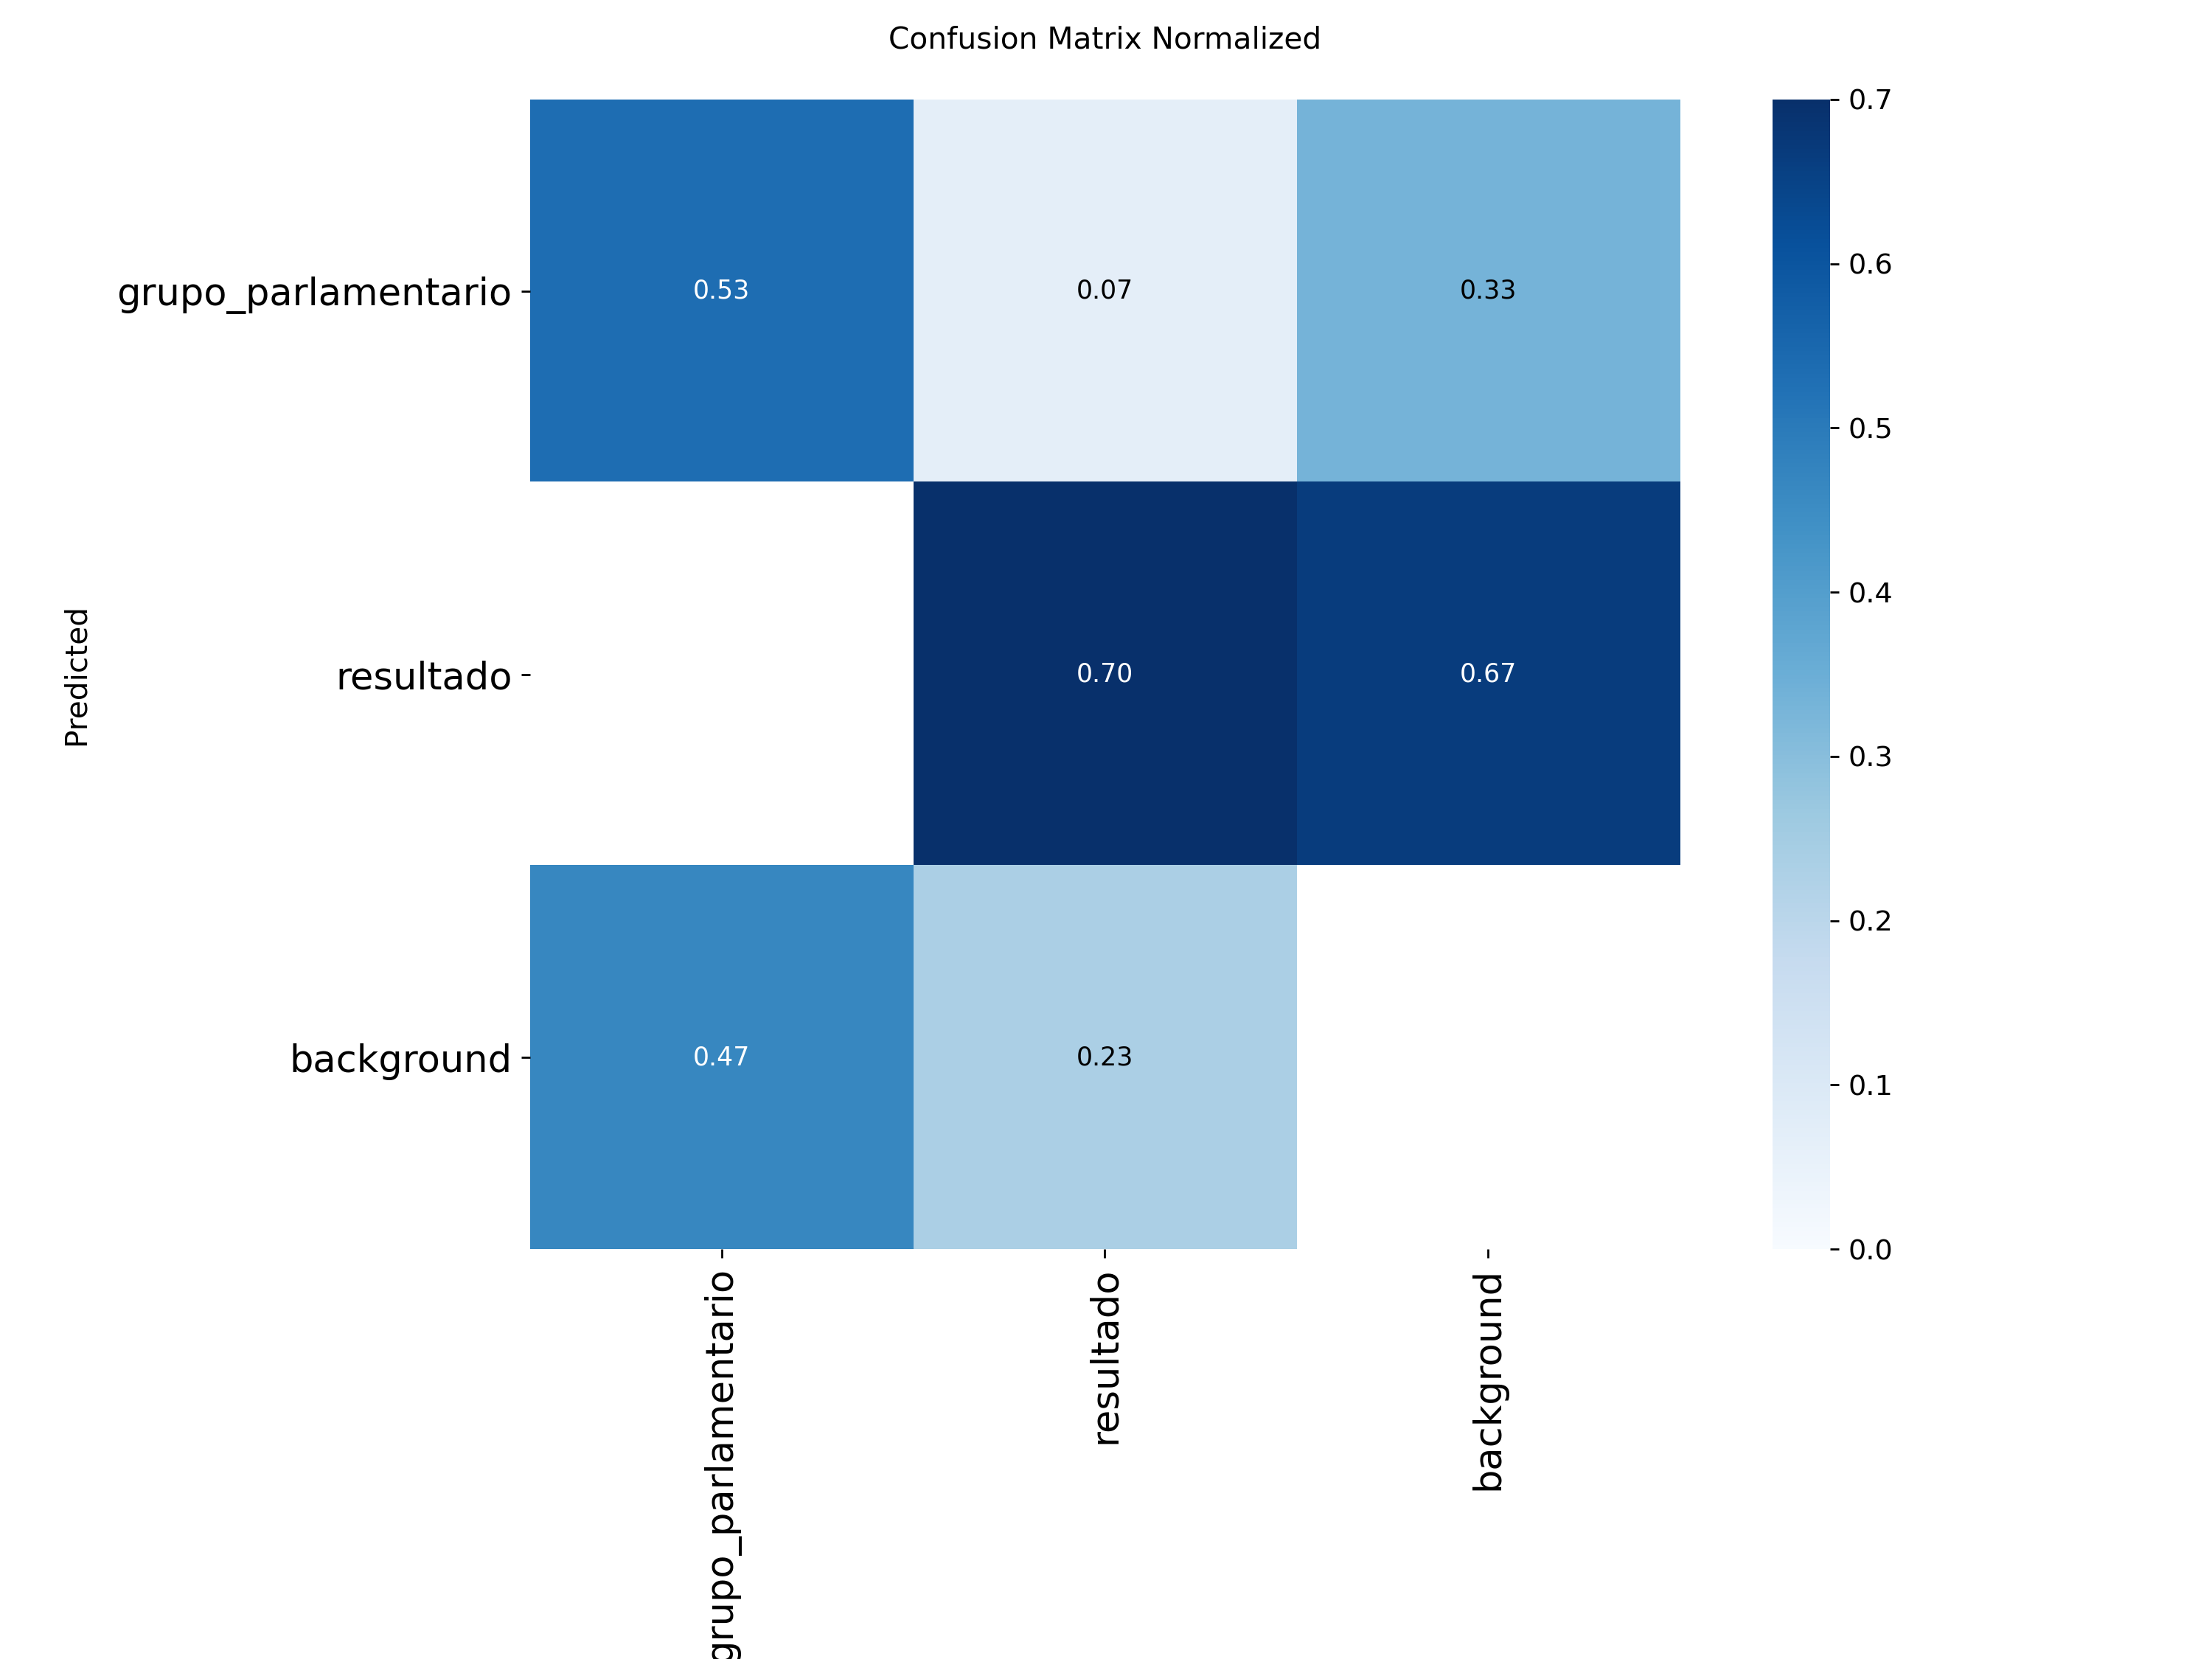 Confusion Matrix Normalized
Predicted
grupo_parlamentario
0.53
0.07
0.33
resultado
0.70
0.67
background
0.47
0.23
grupo_parlamentario
resultado
background
0.7
0.6
0.5
0.4
0.3
0.2
0.1
0.0